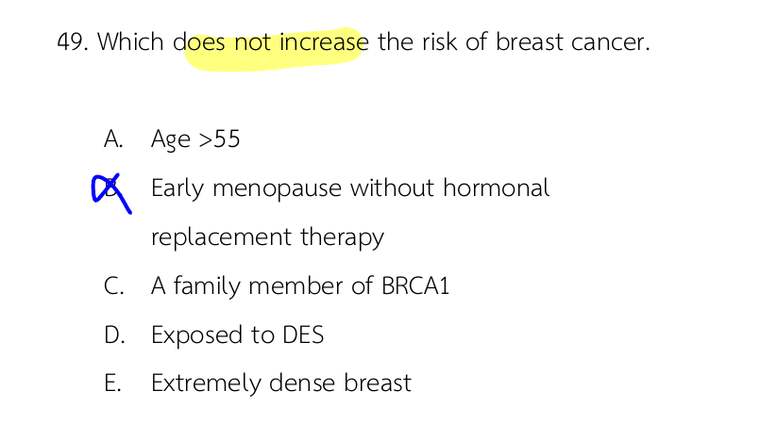 49. Which does not increase the risk of breast cancer.
A. Age >55
B. Early menopause without hormonal
replacement therapy
C. A family member of BRCA1
D. Exposed to DES
E. Extremely dense breast